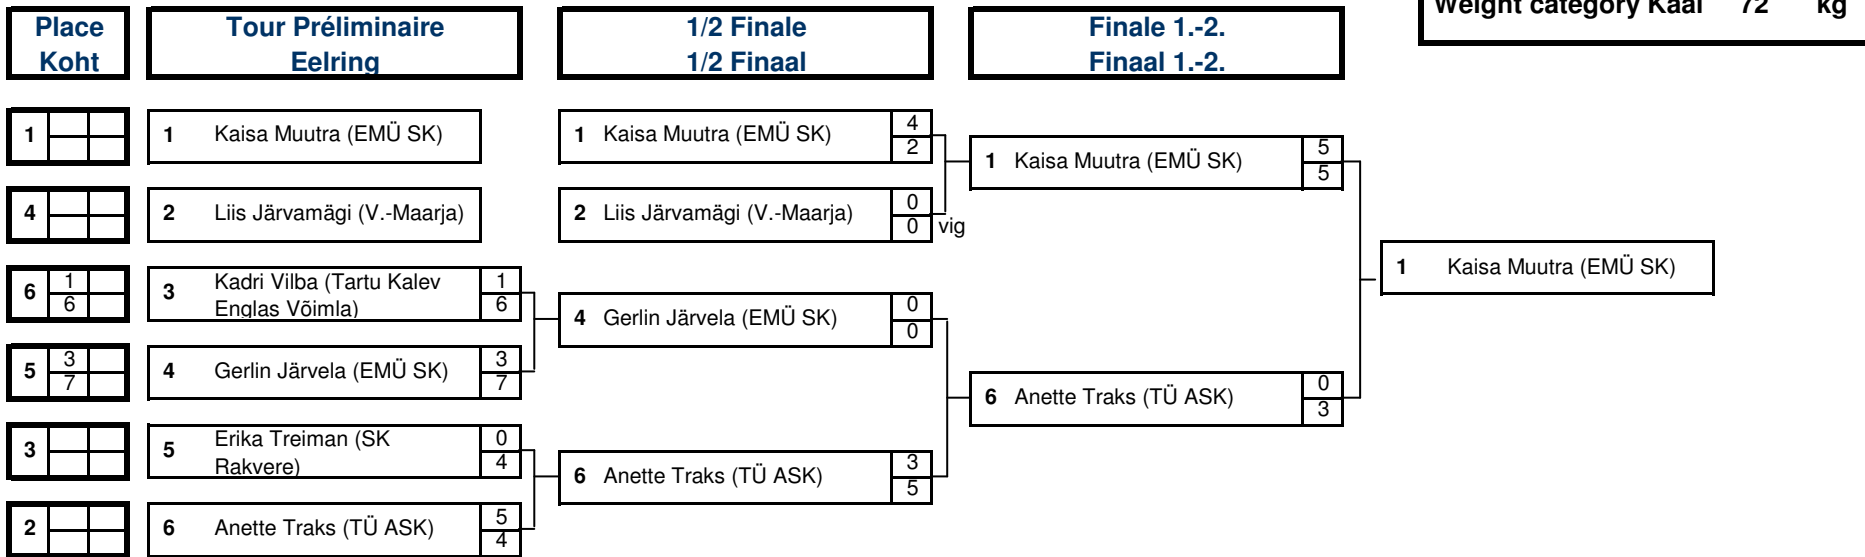 Weight category Kaal 72 kg
Place Tour Préliminaire 1/2 Finale Finale 1.-2.
Koht Eelring 1/2 Finaal Finaal 1.-2.
1 1 Kaisa Muutra (EMÜ SK)
4 2 Liis Järvamägi (V.-Maarja)
6 1 6 3 Kadri Vilba (Tartu Kalev 1
Englas Võimla) 6
5 3 7 4 Gerlin Järvela (EMÜ SK) 3
7
3 5 Erika Treiman (SK 0
Rakvere) 4
2 6 Anette Traks (TÜ ASK) 5
4
1 Kaisa Muutra (EMÜ SK) 4
2
2 Liis Järvamägi (V.-Maarja) 0
0 vig
4 Gerlin Järvela (EMÜ SK) 0
0
6 Anette Traks (TÜ ASK) 3
5
1 Kaisa Muutra (EMÜ SK) 5
5
6 Anette Traks (TÜ ASK) 0
3
1 Kaisa Muutra (EMÜ SK)